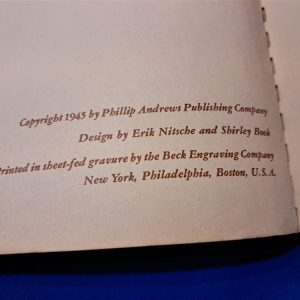 Copyright 1945 by Phillip Andrews Publishing Company
Design by Erik Nitsche and Shirley Book
Printed in sheet-fed gravure by the Beck Engraving Company
New York, Philadelphia, Boston, U.S.A.